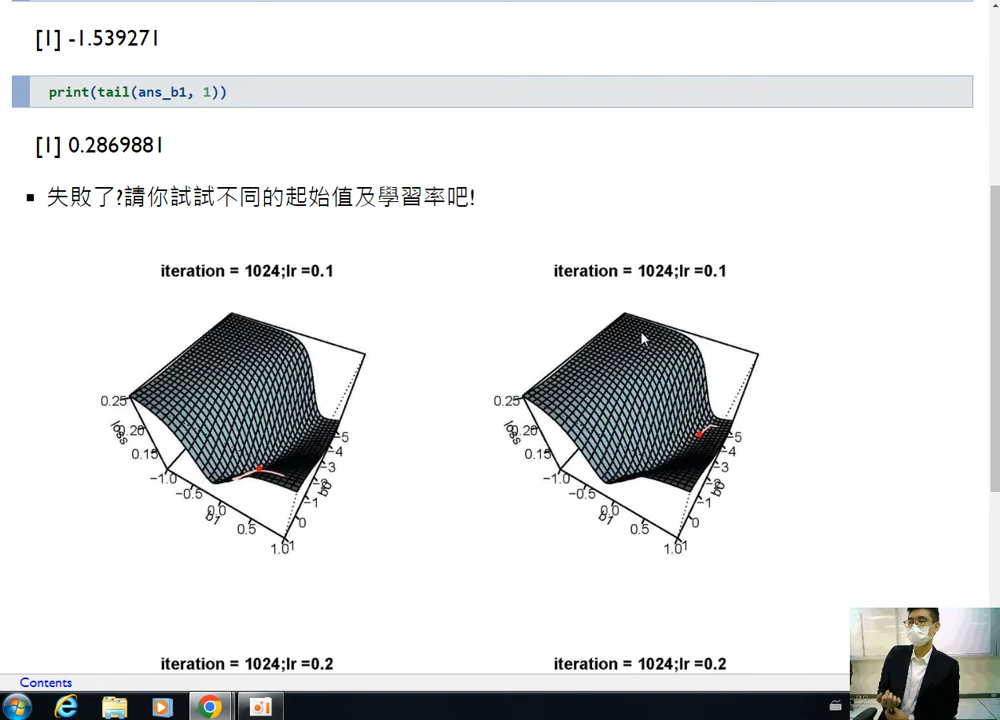 [1] -1.539271
print(tail(ans_b1, 1))
[1] 0.2869881
▪ 失敗了?請你試試不同的起始值及學習率吧!
iteration = 1024;lr =0.1
iteration = 1024;lr =0.1
0.25
0.20
0.15
loss
−1.0
−0.5
0.0
0.5
1.0
b1
−5
−4
−3
−2
−1
0
1
b0
0.25
0.20
0.15
loss
−1.0
−0.5
0.0
0.5
1.0
b1
−5
−4
−3
−2
−1
0
1
b0
iteration = 1024;lr =0.2
iteration = 1024;lr =0.2
Contents